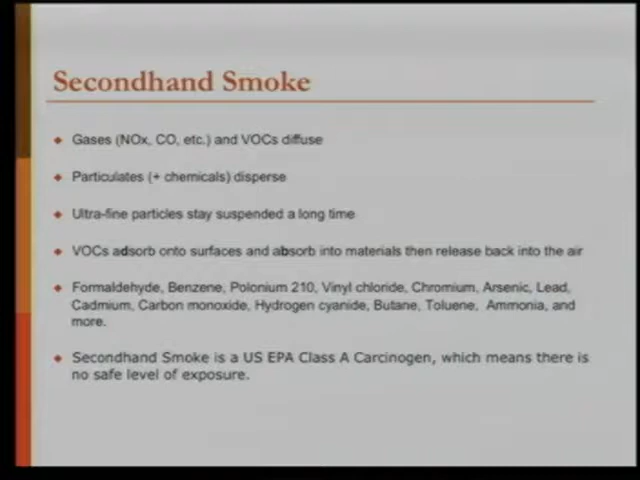 Secondhand Smoke
Gases (NOx, CO, etc.) and VOCs diffuse
Particulates (+ chemicals) disperse
Ultra-fine particles stay suspended a long time
VOCs adsorb onto surfaces and absorb into materials then release back into the air
Formaldehyde, Benzene, Polonium 210, Vinyl chloride, Chromium, Arsenic, Lead,
Cadmium, Carbon monoxide, Hydrogen cyanide, Butane, Toluene, Ammonia, and
more.
Secondhand Smoke is a US EPA Class A Carcinogen, which means there is
no safe level of exposure.